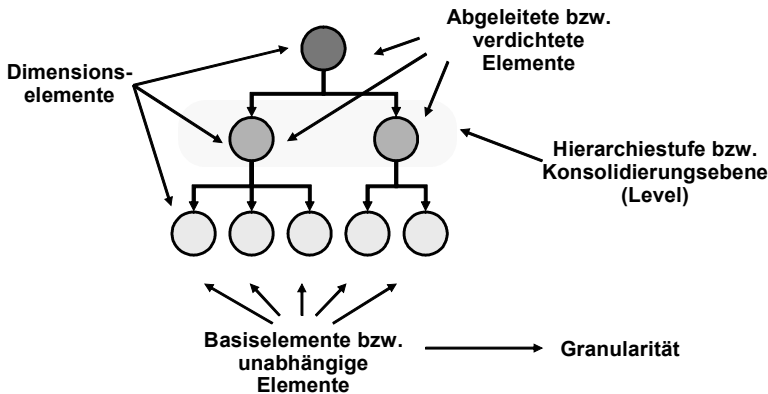 Abgeleitete bzw.
verdichtete
Elemente
Dimensions-
elemente
Hierarchiestufe bzw.
Konsolidierungsebene
(Level)
Basiselemente bzw.
unabhängige
Elemente
Granularität